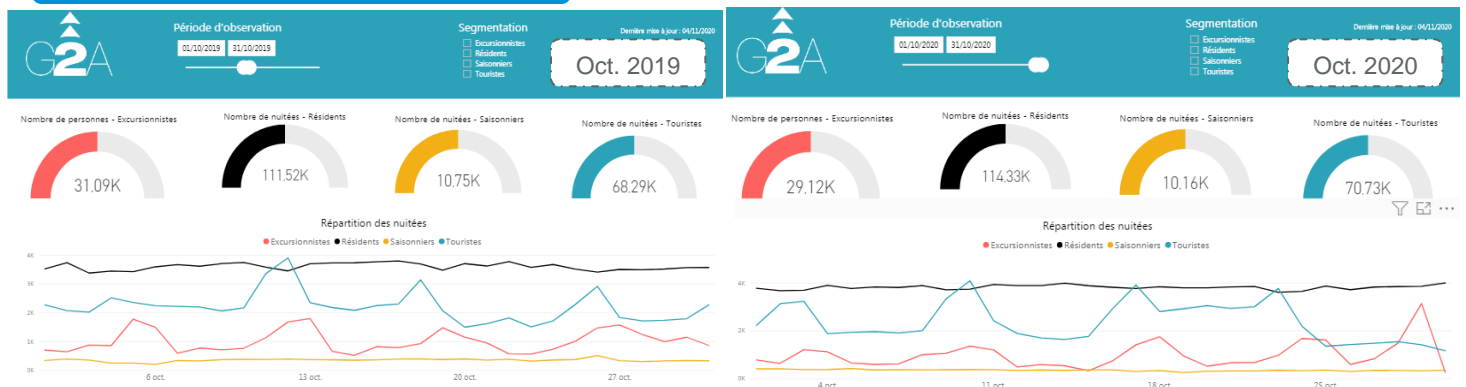 G2A
Période d'observation
01/10/2019 31/10/2019
Segmentation
Excursionnistes
Résidents
Saisonniers
Touristes
Dernière mise à jour : 04/11/2020
Oct. 2019
Nombre de personnes - Excursionnistes
31.09K
Nombre de nuitées - Résidents
111.52K
Nombre de nuitées - Saisonniers
10.75K
Nombre de nuitées - Touristes
68.29K
Répartition des nuitées
Excursionnistes Résidents Saisonniers Touristes
4K
3K
2K
1K
0K
6 oct. 13 oct. 20 oct. 27 oct.
G2A
Période d'observation
01/10/2020 31/10/2020
Segmentation
Excursionnistes
Résidents
Saisonniers
Touristes
Dernière mise à jour : 04/11/2020
Oct. 2020
Nombre de personnes - Excursionnistes
29.12K
Nombre de nuitées - Résidents
114.33K
Nombre de nuitées - Saisonniers
10.16K
Nombre de nuitées - Touristes
70.73K
Répartition des nuitées
Excursionnistes Résidents Saisonniers Touristes
4K
2K
0K
4 oct. 11 oct. 18 oct. 25 oct.